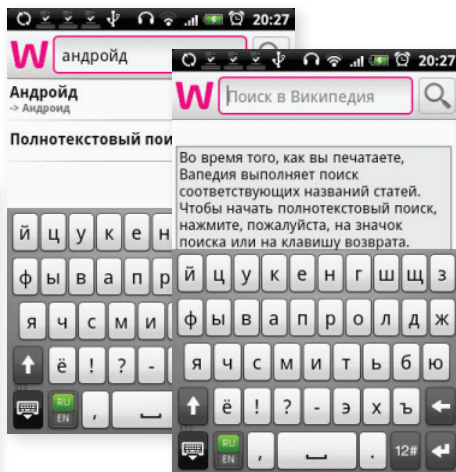 20:27
W андройд
Андройд
-> Андроид
Полнотекстовый пои
й ц у к е н
ф ы в а п р
я ч с м и
ё ! ? -
RU
EN
,
20:27
W Поиск в Википедия
Во время того, как вы печатаете,
Вапедия выполняет поиск
соответствующих названий статей.
Чтобы начать полнотекстовый поиск,
нажмите, пожалуйста, на значок
поиска или на клавишу возврата.
й ц у к е н г ш щ з
ф ы в а п р о л д ж
я ч с м и т ь б ю
ё ! ? - э х ъ
RU
EN
, . 12#